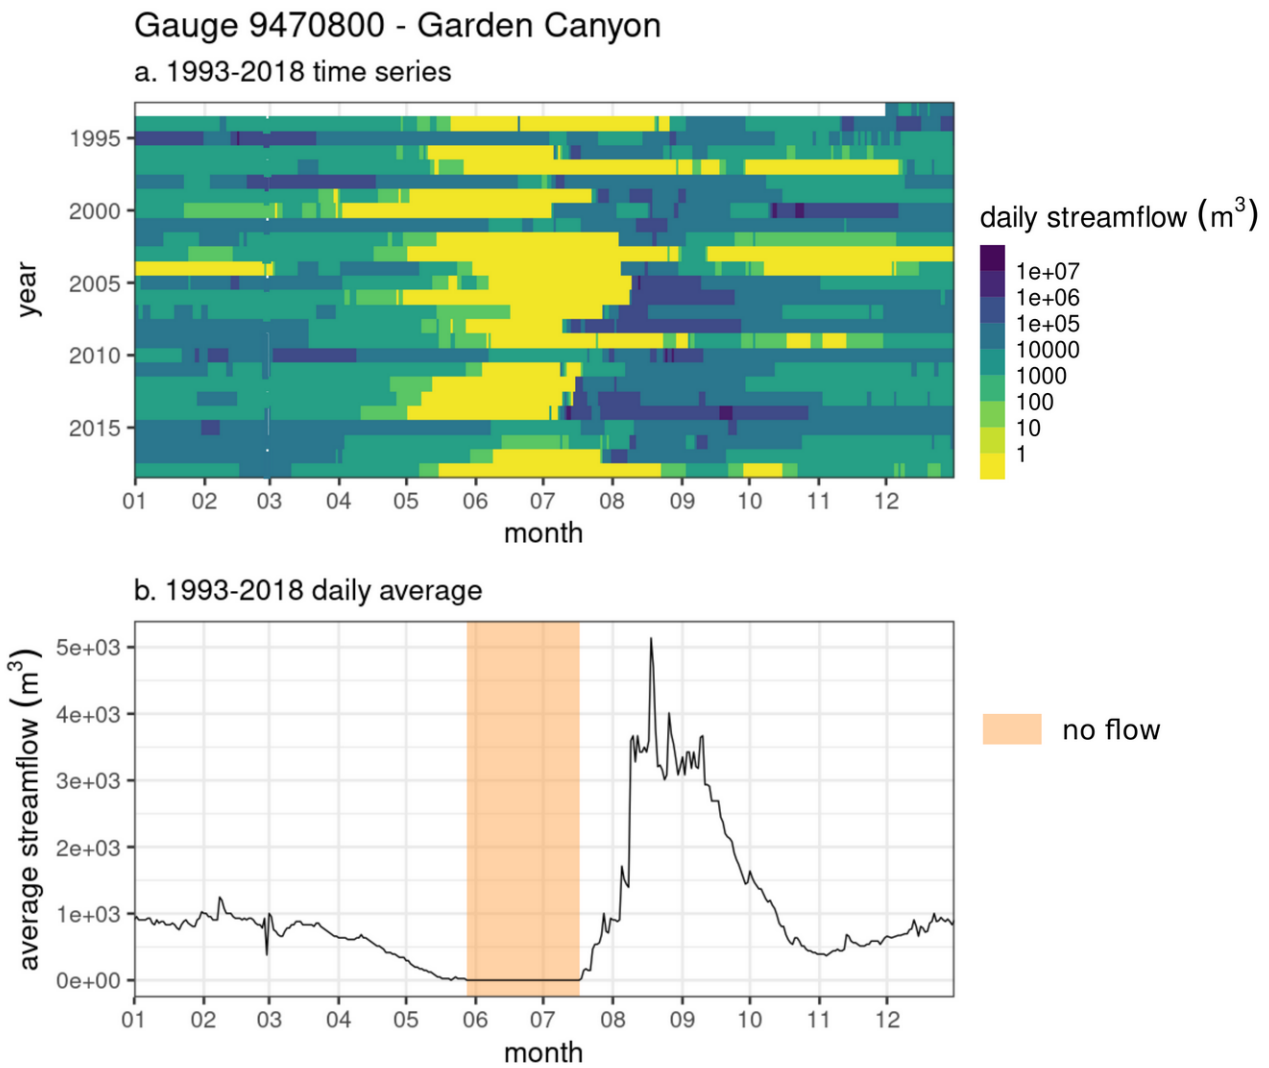 Gauge 9470800 - Garden Canyon
a. 1993-2018 time series
year
1995
2000
2005
2010
2015
01 02 03 04 05 06 07 08 09 10 11 12
month
daily streamflow (m³)
1e+07
1e+06
1e+05
10000
1000
100
10
1
b. 1993-2018 daily average
average streamflow (m³)
5e+03
4e+03
3e+03
2e+03
1e+03
0e+00
01 02 03 04 05 06 07 08 09 10 11 12
month
no flow